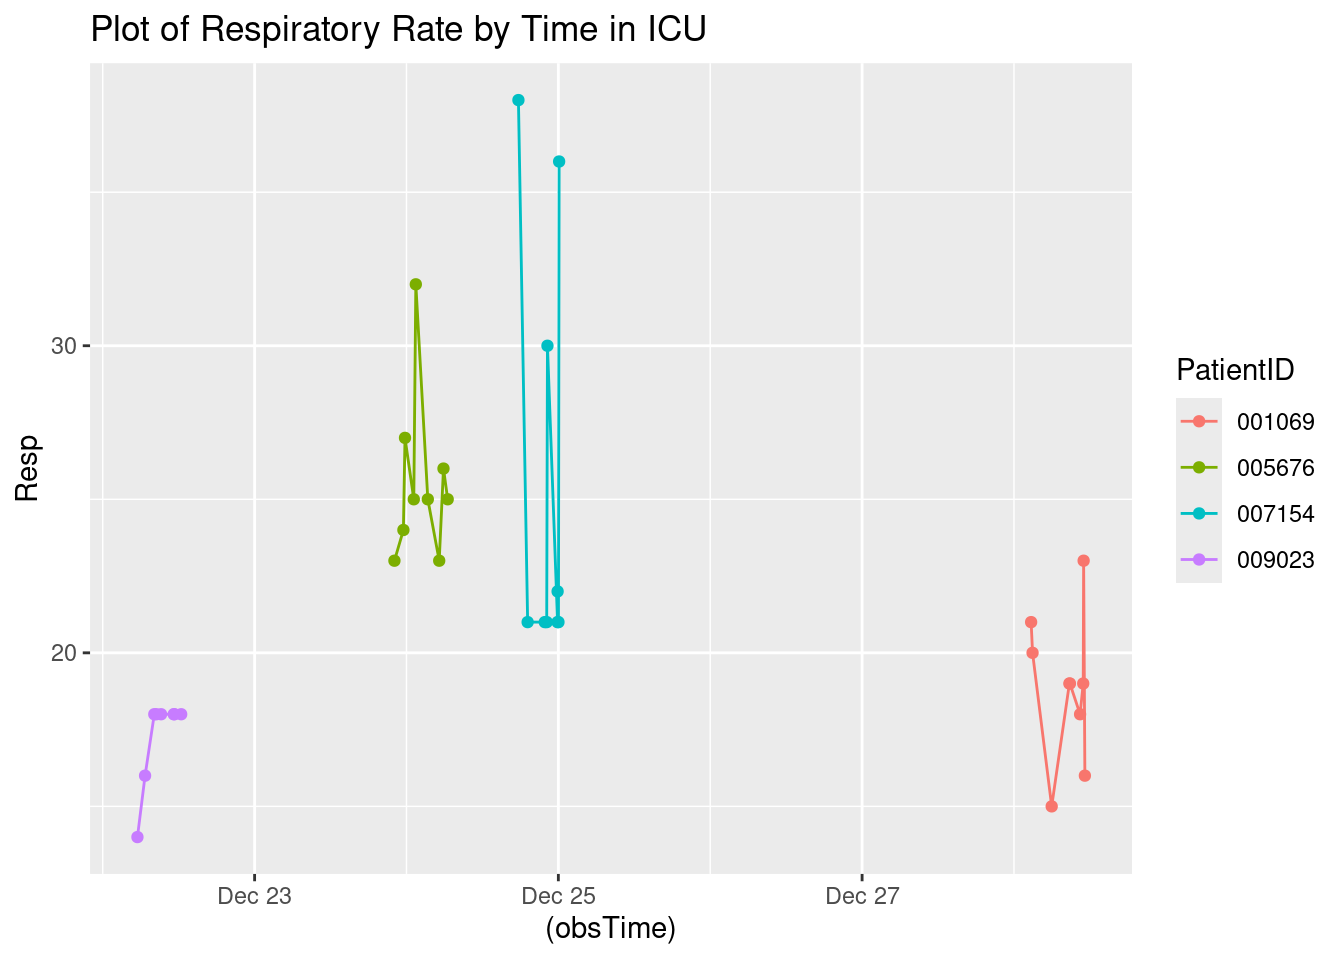 Plot of Respiratory Rate by Time in ICU
Resp
30
20
Dec 23
Dec 25
Dec 27
(obsTime)
PatientID
001069
005676
007154
009023